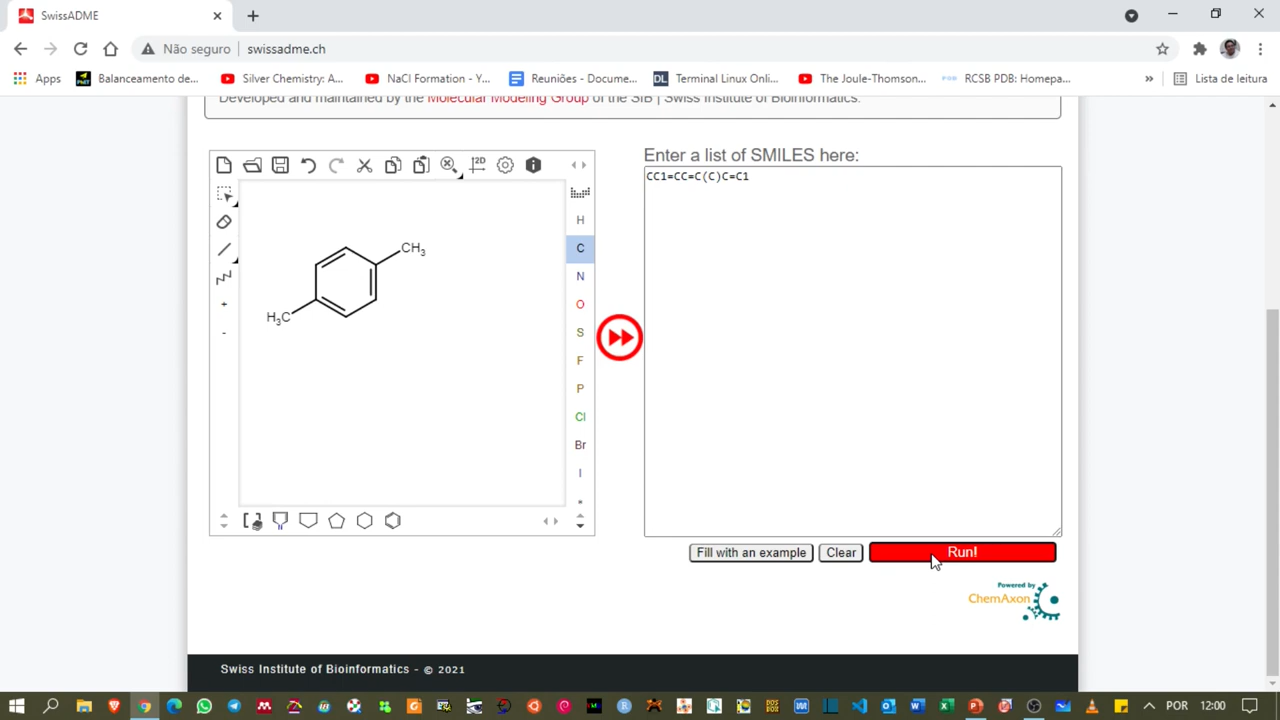 SwissADME
Não seguro swissadme.ch
Apps Balanceamento de... Silver Chemistry: A... NaCl Formation - Y... Reuniões - Docume... Terminal Linux Onli... The Joule-Thomson... RCSB PDB: Homepa... » Lista de leitura
Developed and maintained by the Molecular Modeling Group of the SIB | Swiss Institute of Bioinformatics.
Enter a list of SMILES here:
CC1=CC=C(C)C=C1
2D
H
C
N
O
S
F
P
Cl
Br
I
*
+
-
CH3
H3C
Fill with an example Clear Run!
Powered by
ChemAxon
Swiss Institute of Bioinformatics - © 2021
POR 12:00